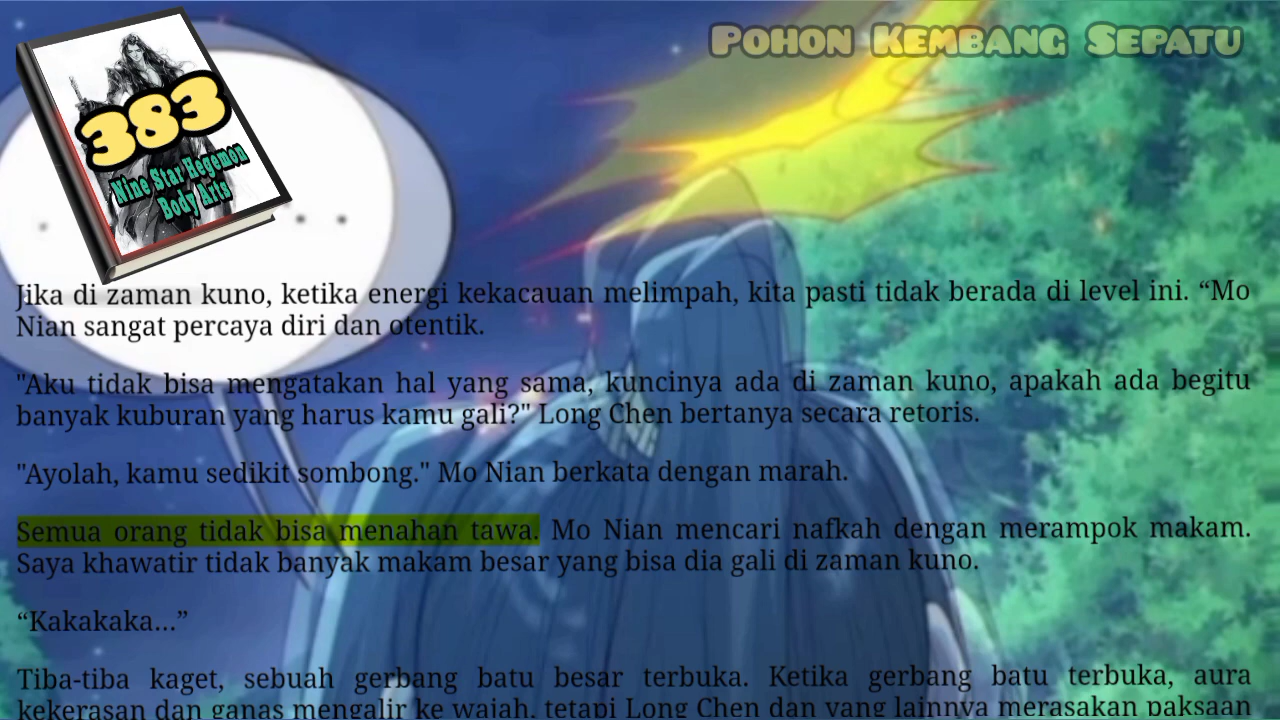 Pohon Kembang Sepatu
383
Nine Star Hegemon
Body Arts
Jika di zaman kuno, ketika energi kekacauan melimpah, kita pasti tidak berada di level ini. “Mo
Nian sangat percaya diri dan otentik.
"Aku tidak bisa mengatakan hal yang sama, kuncinya ada di zaman kuno, apakah ada begitu
banyak kuburan yang harus kamu gali?" Long Chen bertanya secara retoris.
"Ayolah, kamu sedikit sombong." Mo Nian berkata dengan marah.
Semua orang tidak bisa menahan tawa. Mo Nian mencari nafkah dengan merampok makam.
Saya khawatir tidak banyak makam besar yang bisa dia gali di zaman kuno.
“Kakakaka...”
Tiba-tiba kaget, sebuah gerbang batu besar terbuka. Ketika gerbang batu terbuka, aura
kekerasan dan ganas mengalir ke wajah, tetapi Long Chen dan yang lainnya merasakan paksaan